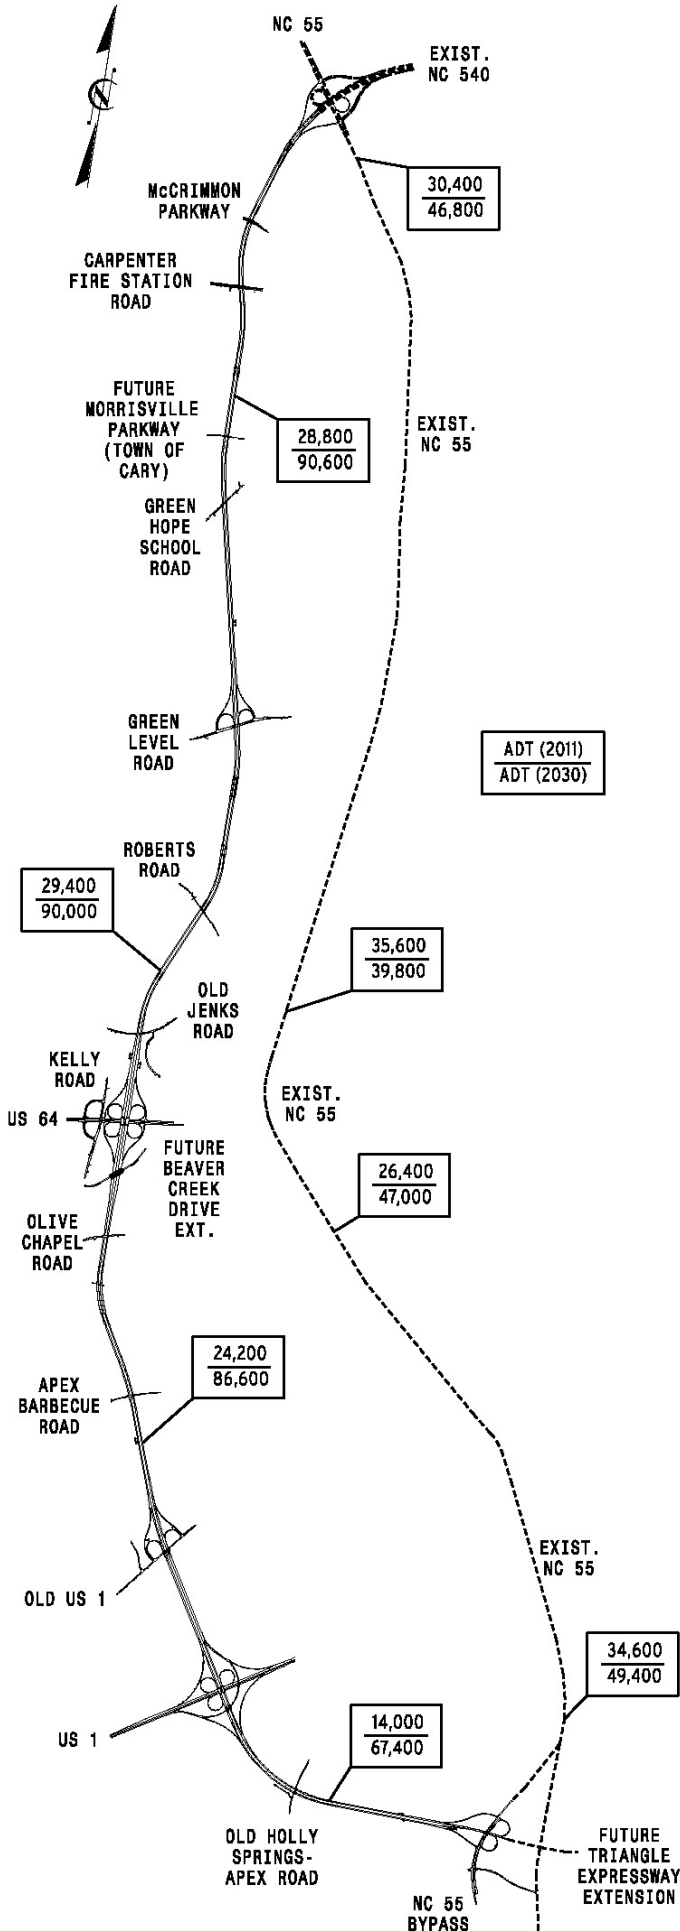 NC 55
EXIST.
NC 540
30,400
46,800
McCRIMMON
PARKWAY
CARPENTER
FIRE STATION
ROAD
FUTURE
MORRISVILLE
PARKWAY
(TOWN OF
CARY)
28,800
90,600
EXIST.
NC 55
GREEN
HOPE
SCHOOL
ROAD
GREEN
LEVEL
ROAD
ADT (2011)
ADT (2030)
ROBERTS
ROAD
29,400
90,000
35,600
39,800
OLD
JENKS
ROAD
KELLY
ROAD
US 64
EXIST.
NC 55
FUTURE
BEAVER
CREEK
DRIVE
EXT.
26,400
47,000
OLIVE
CHAPEL
ROAD
24,200
86,600
APEX
BARBECUE
ROAD
EXIST.
NC 55
OLD US 1
34,600
49,400
US 1
14,000
67,400
OLD HOLLY
SPRINGS-
APEX ROAD
FUTURE
TRIANGLE
EXPRESSWAY
EXTENSION
NC 55
BYPASS